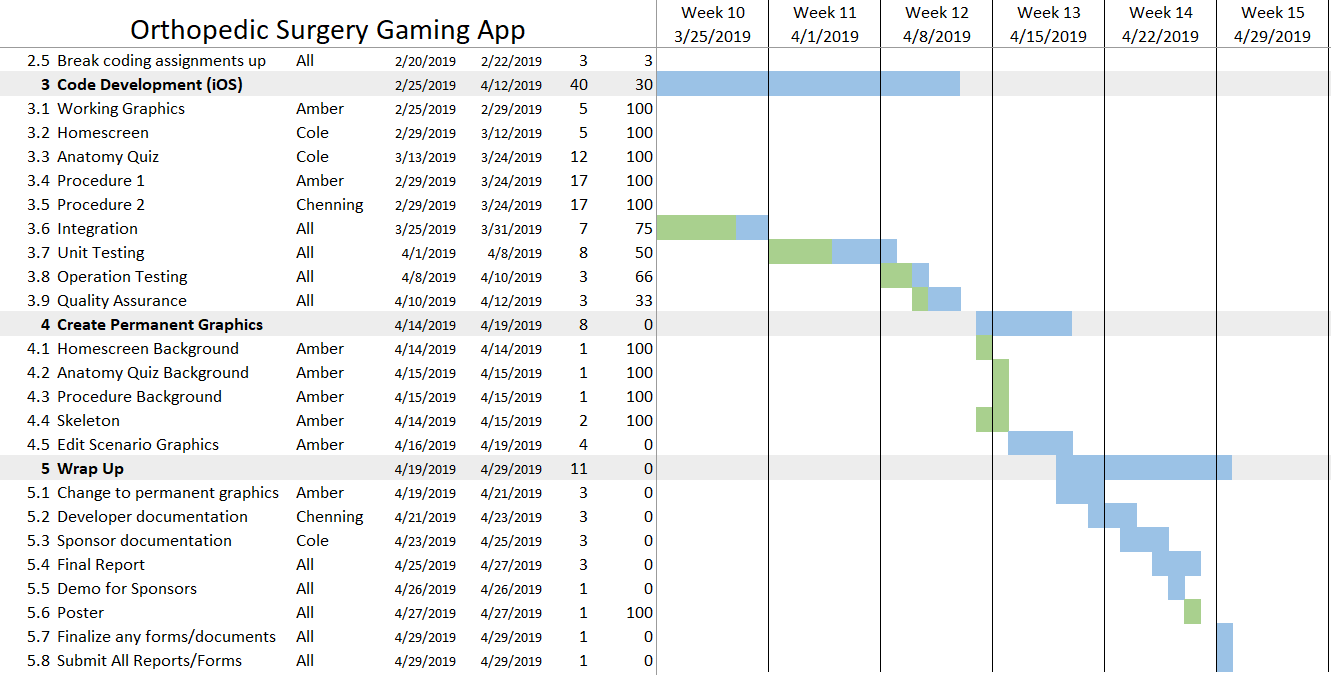 Orthopedic Surgery Gaming App
Week 10 Week 11 Week 12 Week 13 Week 14 Week 15
3/25/2019 4/1/2019 4/8/2019 4/15/2019 4/22/2019 4/29/2019
2.5 Break coding assignments up All 2/20/2019 2/22/2019 3 3
3 Code Development (iOS) 2/25/2019 4/12/2019 40 30
3.1 Working Graphics Amber 2/25/2019 2/29/2019 5 100
3.2 Homescreen Cole 2/29/2019 3/12/2019 5 100
3.3 Anatomy Quiz Cole 3/13/2019 3/24/2019 12 100
3.4 Procedure 1 Amber 2/29/2019 3/24/2019 17 100
3.5 Procedure 2 Chenning 2/29/2019 3/24/2019 17 100
3.6 Integration All 3/25/2019 3/31/2019 7 75
3.7 Unit Testing All 4/1/2019 4/8/2019 8 50
3.8 Operation Testing All 4/8/2019 4/10/2019 3 66
3.9 Quality Assurance All 4/10/2019 4/12/2019 3 33
4 Create Permanent Graphics 4/14/2019 4/19/2019 8 0
4.1 Homescreen Background Amber 4/14/2019 4/14/2019 1 100
4.2 Anatomy Quiz Background Amber 4/15/2019 4/15/2019 1 100
4.3 Procedure Background Amber 4/15/2019 4/15/2019 1 100
4.4 Skeleton Amber 4/14/2019 4/15/2019 2 100
4.5 Edit Scenario Graphics Amber 4/16/2019 4/19/2019 4 0
5 Wrap Up 4/19/2019 4/29/2019 11 0
5.1 Change to permanent graphics Amber 4/19/2019 4/21/2019 3 0
5.2 Developer documentation Chenning 4/21/2019 4/23/2019 3 0
5.3 Sponsor documentation Cole 4/23/2019 4/25/2019 3 0
5.4 Final Report All 4/25/2019 4/27/2019 3 0
5.5 Demo for Sponsors All 4/26/2019 4/26/2019 1 0
5.6 Poster All 4/27/2019 4/27/2019 1 100
5.7 Finalize any forms/documents All 4/29/2019 4/29/2019 1 0
5.8 Submit All Reports/Forms All 4/29/2019 4/29/2019 1 0